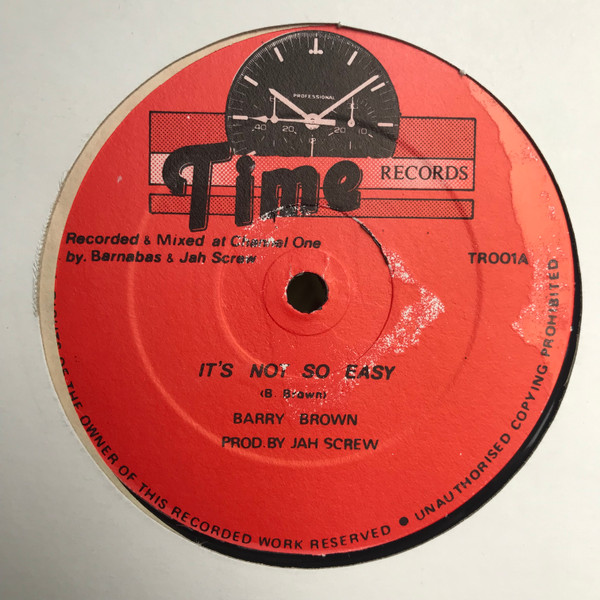 PROFESSIONAL
40 20 20 10
Time RECORDS
Recorded & Mixed at Channel One
by. Barnabas & Jah Screw
TR001A
IT'S NOT SO EASY
(B. Brown)
BARRY BROWN
PROD. BY JAH SCREW
OF THE OWNER OF THIS RECORDED WORK RESERVED ● UNAUTHORISED COPYING PROHIBITED